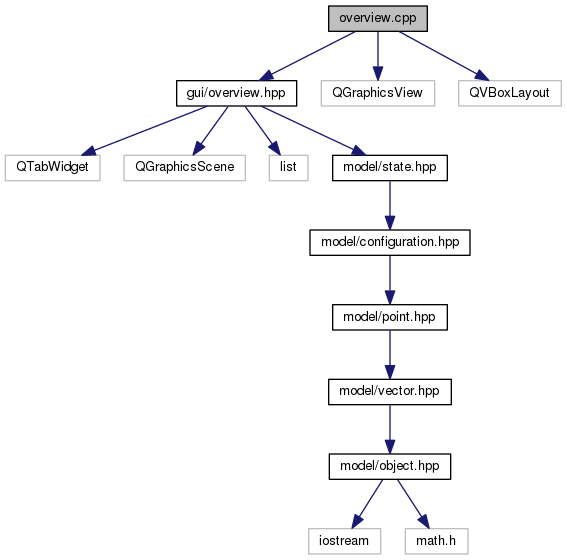 overview.cpp
gui/overview.hpp
QGraphicsView
QVBoxLayout
QTabWidget
QGraphicsScene
list
model/state.hpp
model/configuration.hpp
model/point.hpp
model/vector.hpp
model/object.hpp
iostream
math.h